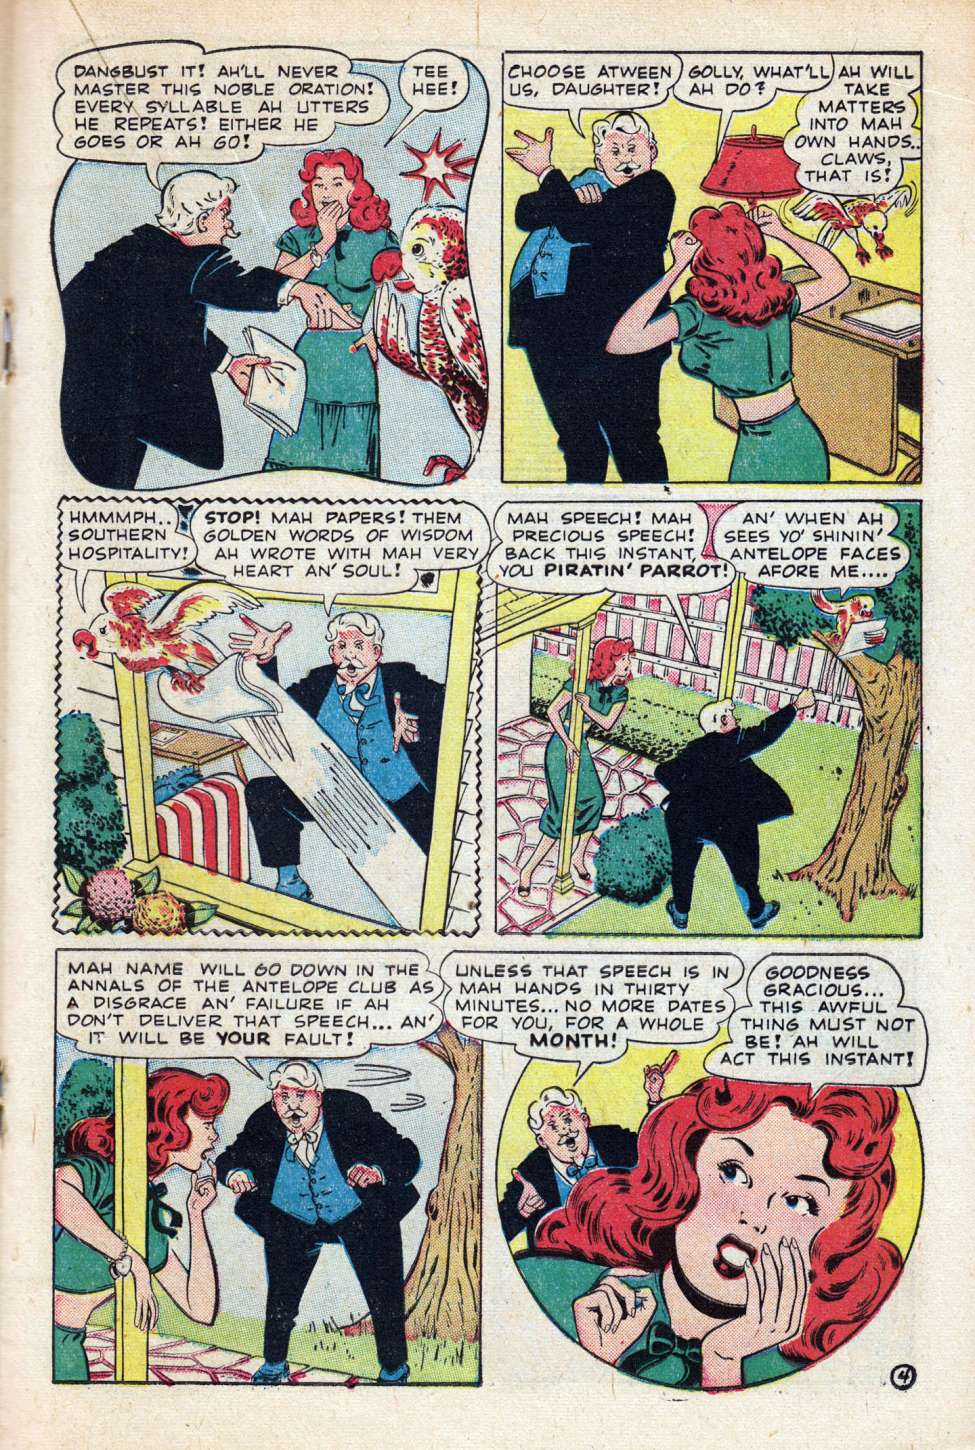 DANGBUST IT! AH'LL NEVER
MASTER THIS NOBLE ORATION!
EVERY SYLLABLE AH UTTERS
HE REPEATS! EITHER HE
GOES OR AH GO!
TEE
HEE!
CHOOSE ATWEEN
US, DAUGHTER!
GOLLY, WHAT'LL
AH DO?
AH WILL
TAKE
MATTERS
INTO MAH
OWN HANDS..
CLAWS,
THAT IS!
HMMMPH..
SOUTHERN
HOSPITALITY!
STOP! MAH PAPERS! THEM
GOLDEN WORDS OF WISDOM
AH WROTE WITH MAH VERY
HEART AN' SOUL!
MAH SPEECH! MAH
PRECIOUS SPEECH!
BACK THIS INSTANT,
YOU PIRATIN' PARROT!
AN' WHEN AH
SEES YO' SHININ'
ANTELOPE FACES
AFORE ME....
MAH NAME WILL GO DOWN IN THE
ANNALS OF THE ANTELOPE CLUB AS
A DISGRACE AN' FAILURE IF AH
DON'T DELIVER THAT SPEECH... AN'
IT WILL BE YOUR FAULT!
UNLESS THAT SPEECH IS IN
MAH HANDS IN THIRTY
MINUTES... NO MORE DATES
FOR YOU, FOR A WHOLE
MONTH!
GOODNESS
GRACIOUS...
THIS AWFUL
THING MUST NOT
BE! AH WILL
ACT THIS INSTANT!
4